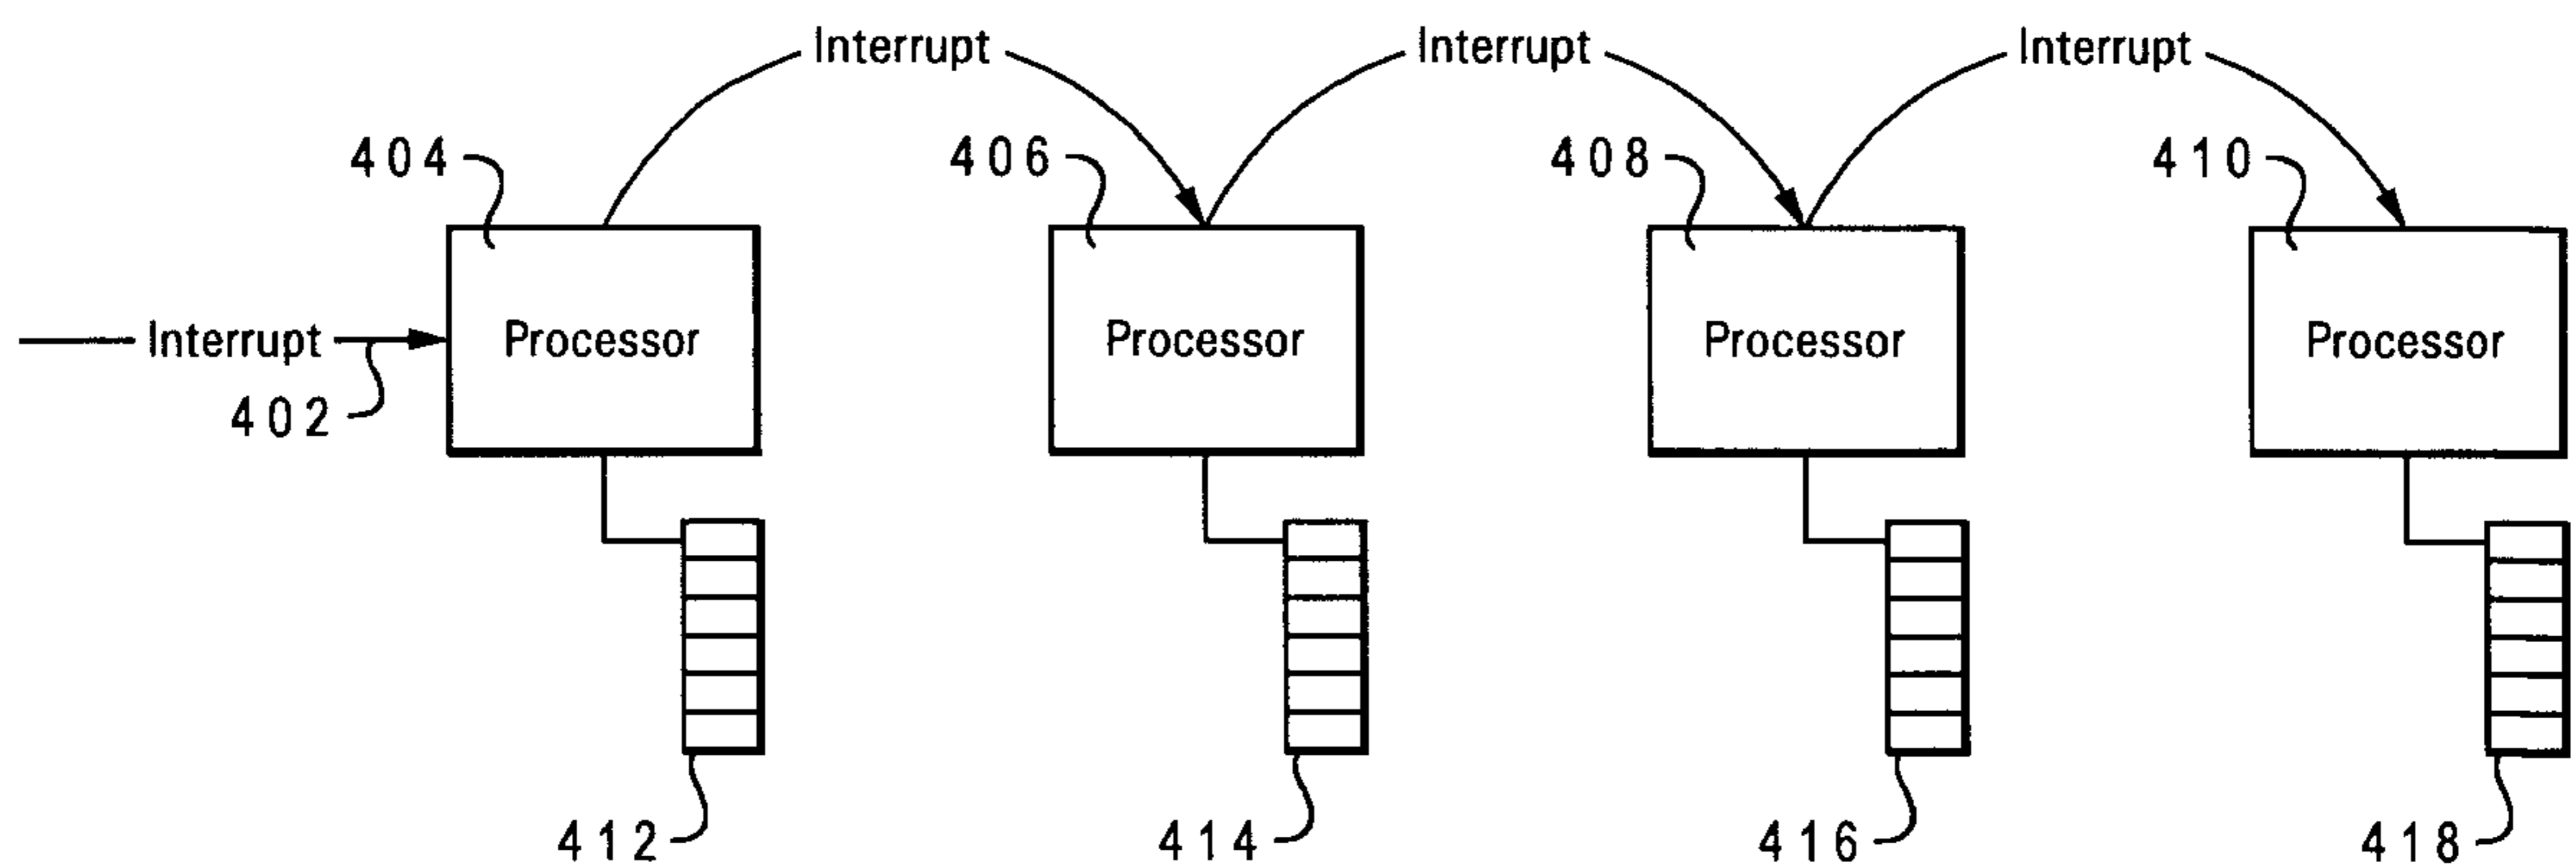 Interrupt Interrupt Interrupt
404 406 408 410
Interrupt Processor Processor Processor Processor
402
412 414 416 418